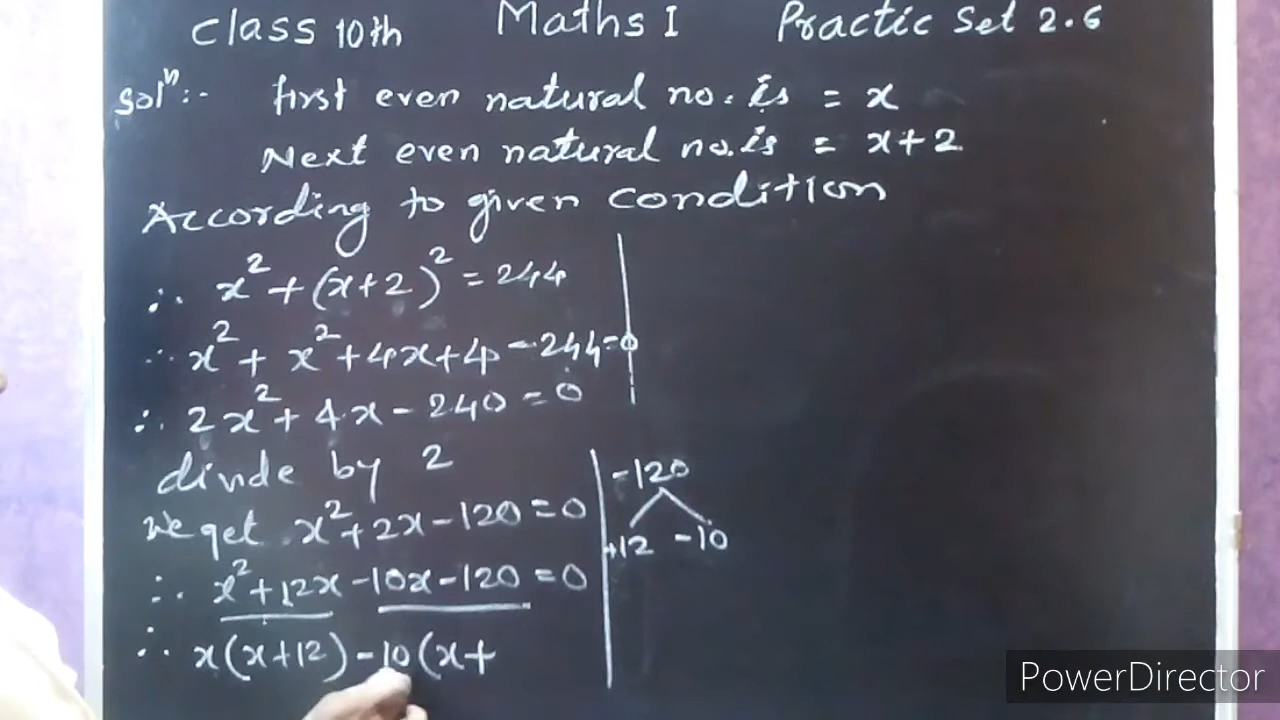 Class 10th Maths I Practic Set 2.6
Solⁿ:- first even natural no. is = x
Next even natural no. is = x+2
According to given condition
∴ x²+(x+2)²=244
∴ x²+x²+4x+4-244=0
∴ 2x²+4x-240=0
divide by 2
We get x²+2x-120=0
-120
+12 -10
∴ x²+12x-10x-120=0
∴ x(x+12)-10(x+
PowerDirector